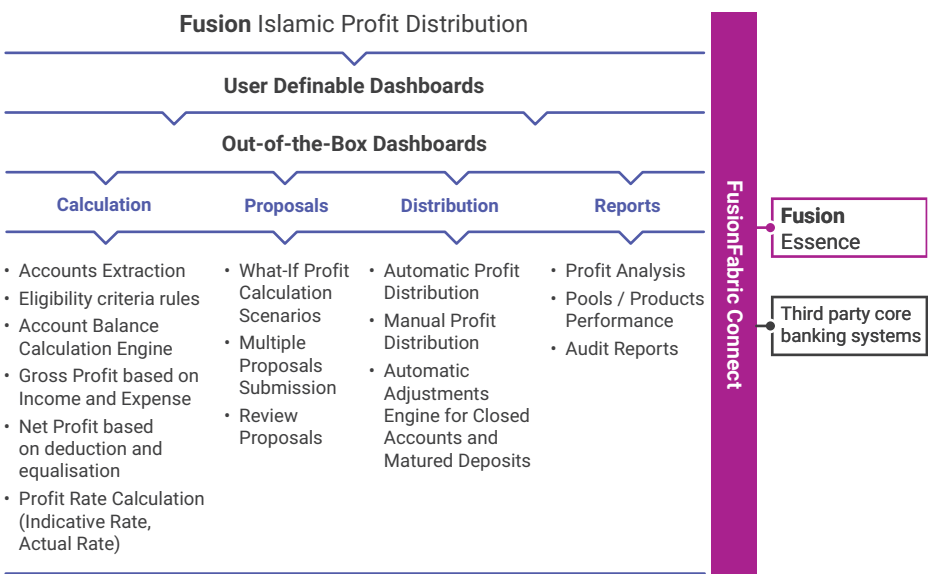 Fusion Islamic Profit Distribution
User Definable Dashboards
Out-of-the-Box Dashboards
Calculation
• Accounts Extraction
• Eligibility criteria rules
• Account Balance
Calculation Engine
• Gross Profit based on
Income and Expense
• Net Profit based
on deduction and
equalisation
• Profit Rate Calculation
(Indicative Rate,
Actual Rate)
Proposals
• What-If Profit
Calculation
Scenarios
• Multiple
Proposals
Submission
• Review
Proposals
Distribution
• Automatic Profit
Distribution
• Manual Profit
Distribution
• Automatic
Adjustments
Engine for Closed
Accounts and
Matured Deposits
Reports
• Profit Analysis
• Pools / Products
Performance
• Audit Reports
FusionFabric Connect
Fusion
Essence
Third party core
banking systems